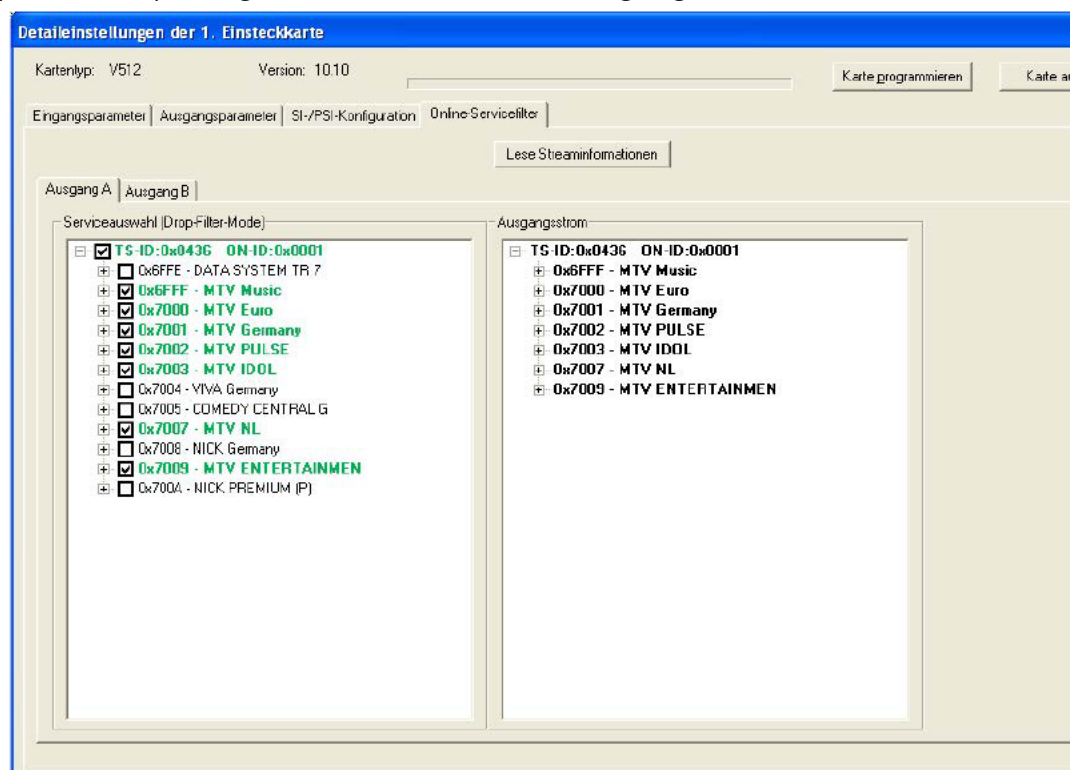 Detaileinstellungen der 1. Einsteckkarte
Kartentyp: V512 Version: 10.10
Karte programmieren Karte au
Eingangsparameter Ausgangsparameter SI-/PSI-Konfiguration Online-Servicefilter
Lese Streaminformationen
Ausgang A Ausgang B
Serviceauswahl (Drop-Filter-Mode)
TS-ID:0x0436 ON-ID:0x0001
0x6FFE - DATA SYSTEM TR 7
0x6FFF - MTV Music
0x7000 - MTV Euro
0x7001 - MTV Germany
0x7002 - MTV PULSE
0x7003 - MTV IDOL
0x7004 - VIVA Germany
0x7005 - COMEDY CENTRAL G
0x7007 - MTV NL
0x7008 - NICK Germany
0x7009 - MTV ENTERTAINMEN
0x700A - NICK PREMIUM (P)
Ausgangsstrom
TS-ID:0x0436 ON-ID:0x0001
0x6FFF - MTV Music
0x7000 - MTV Euro
0x7001 - MTV Germany
0x7002 - MTV PULSE
0x7003 - MTV IDOL
0x7007 - MTV NL
0x7009 - MTV ENTERTAINMEN